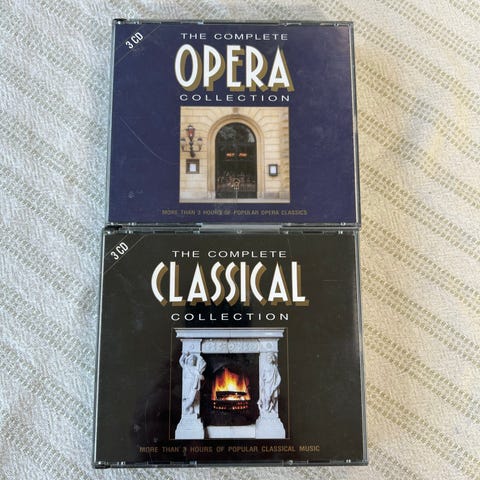 3 CD
THE COMPLETE
OPERA
COLLECTION
MORE THAN 3 HOURS OF POPULAR OPERA CLASSICS
3 CD
THE COMPLETE
CLASSICAL
COLLECTION
MORE THAN 3 HOURS OF POPULAR CLASSICAL MUSIC